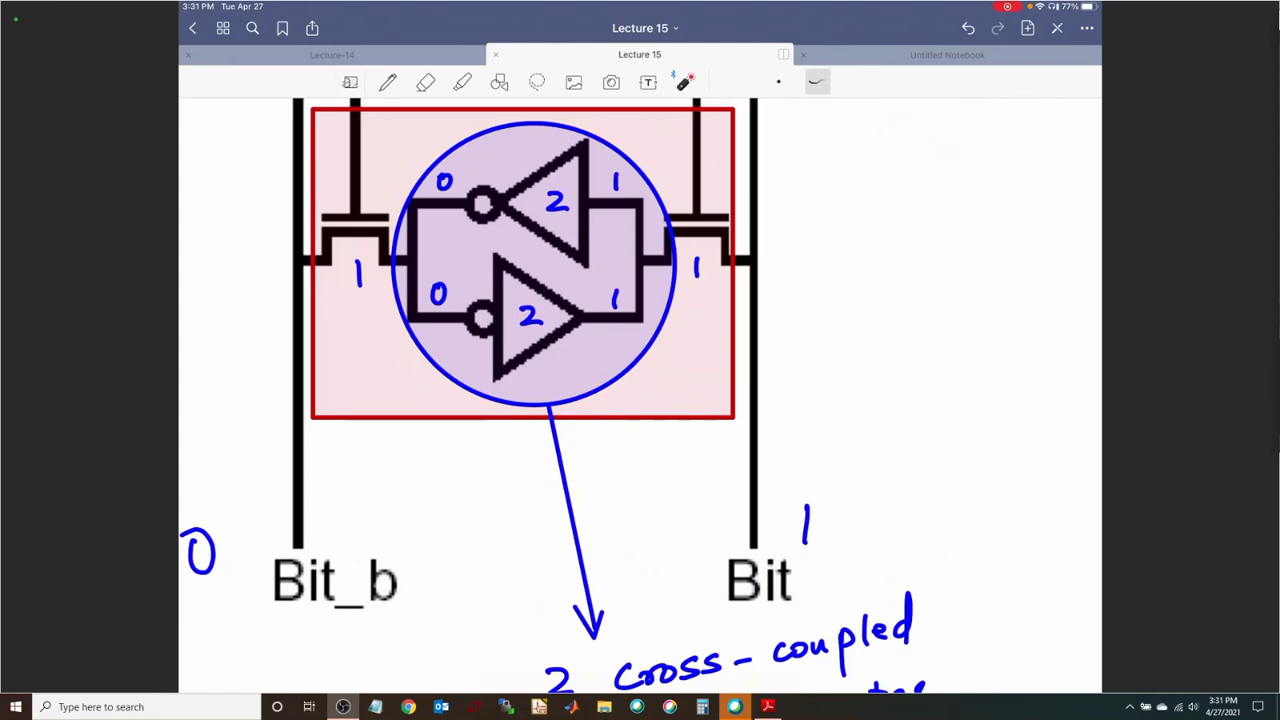 3:31 PM Tue Apr 27
77%
Lecture 15
Lecture-14
Lecture 15
Untitled Notebook
T
0 1
2
1 1
0 1
2
0 1
Bit_b Bit
2 cross-coupled
Type here to search
3:31 PM
4/27/2021